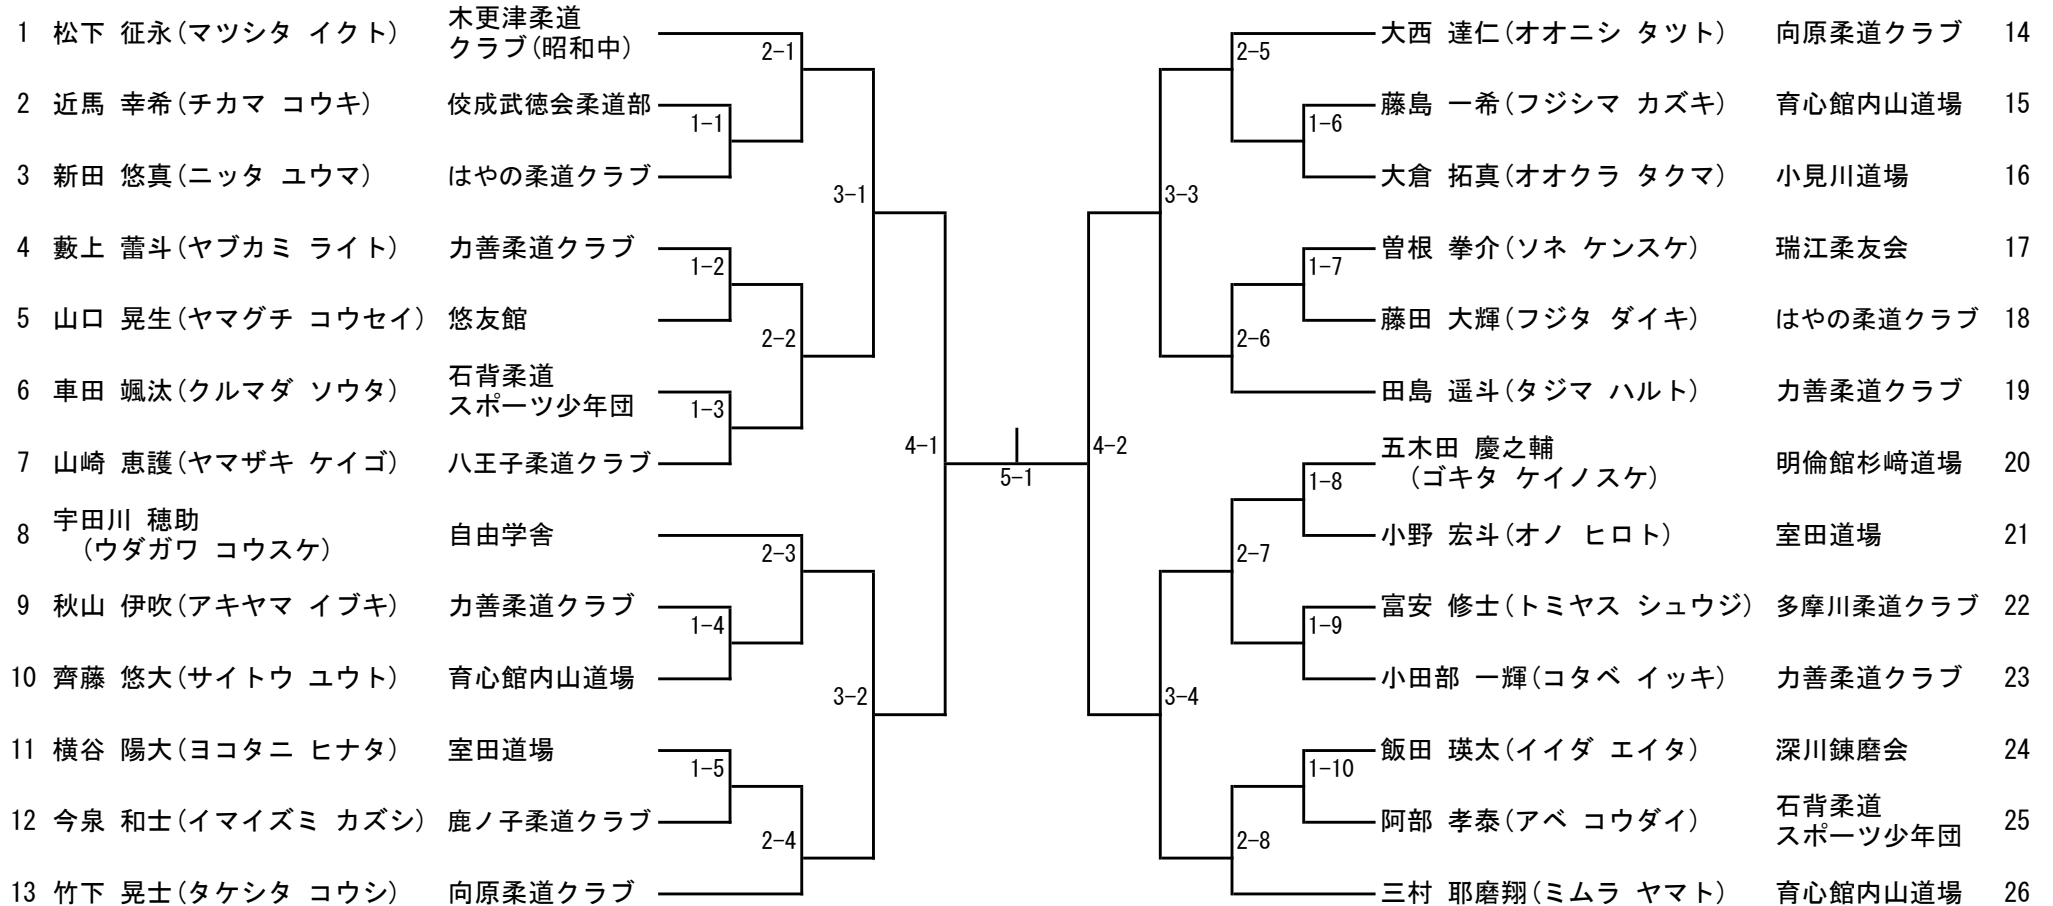 1 松下 征永(マツシタ イクト) 木更津柔道
クラブ(昭和中)
2 近馬 幸希(チカマ コウキ) 佼成武徳会柔道部
3 新田 悠真(ニッタ ユウマ) はやの柔道クラブ
4 藪上 蕾斗(ヤブカミ ライト) 力善柔道クラブ
5 山口 晃生(ヤマグチ コウセイ) 悠友館
6 車田 颯汰(クルマダ ソウタ) 石背柔道
スポーツ少年団
7 山崎 恵護(ヤマザキ ケイゴ) 八王子柔道クラブ
8 宇田川 穂助
(ウダガワ コウスケ) 自由学舎
9 秋山 伊吹(アキヤマ イブキ) 力善柔道クラブ
10 齊藤 悠大(サイトウ ユウト) 育心館内山道場
11 横谷 陽大(ヨコタニ ヒナタ) 室田道場
12 今泉 和士(イマイズミ カズシ) 鹿ノ子柔道クラブ
13 竹下 晃士(タケシタ コウシ) 向原柔道クラブ
1-1
1-2
1-3
1-4
1-5
2-1
2-2
2-3
2-4
3-1
3-2
4-1
5-1
4-2
3-3
3-4
2-5
2-6
2-7
2-8
1-6
1-7
1-8
1-9
1-10
大西 達仁(オオニシ タツト) 向原柔道クラブ 14
藤島 一希(フジシマ カズキ) 育心館内山道場 15
大倉 拓真(オオクラ タクマ) 小見川道場 16
曽根 拳介(ソネ ケンスケ) 瑞江柔友会 17
藤田 大輝(フジタ ダイキ) はやの柔道クラブ 18
田島 遥斗(タジマ ハルト) 力善柔道クラブ 19
五木田 慶之輔
(ゴキタ ケイノスケ) 明倫館杉﨑道場 20
小野 宏斗(オノ ヒロト) 室田道場 21
富安 修士(トミヤス シュウジ) 多摩川柔道クラブ 22
小田部 一輝(コタベ イッキ) 力善柔道クラブ 23
飯田 瑛太(イイダ エイタ) 深川錬磨会 24
阿部 孝泰(アベ コウダイ) 石背柔道
スポーツ少年団 25
三村 耶磨翔(ミムラ ヤマト) 育心館内山道場 26